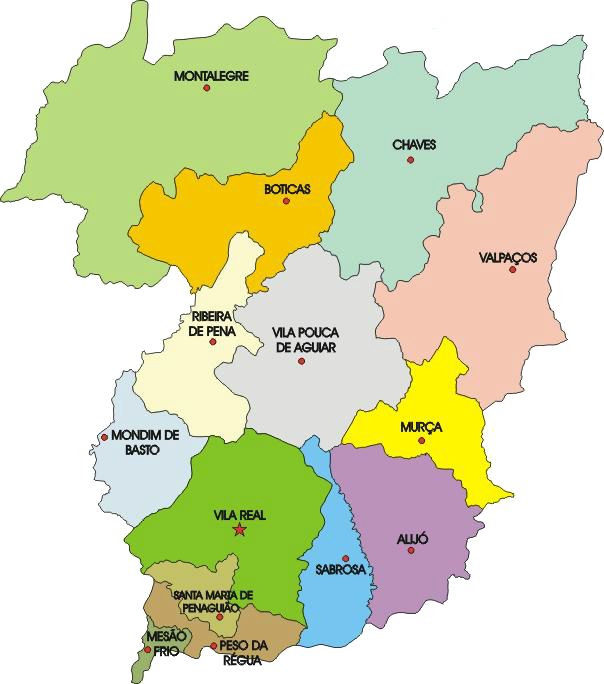 MONTALEGRE
CHAVES
BOTICAS
VALPAÇOS
RIBEIRA
DE PENA
VILA POUCA
DE AGUIAR
MURÇA
MONDIM DE
BASTO
VILA REAL
ALIJÓ
SABROSA
SANTA MARTA DE
PENAGUIÃO
MESÃO
FRIO
PESO DA
RÉGUA